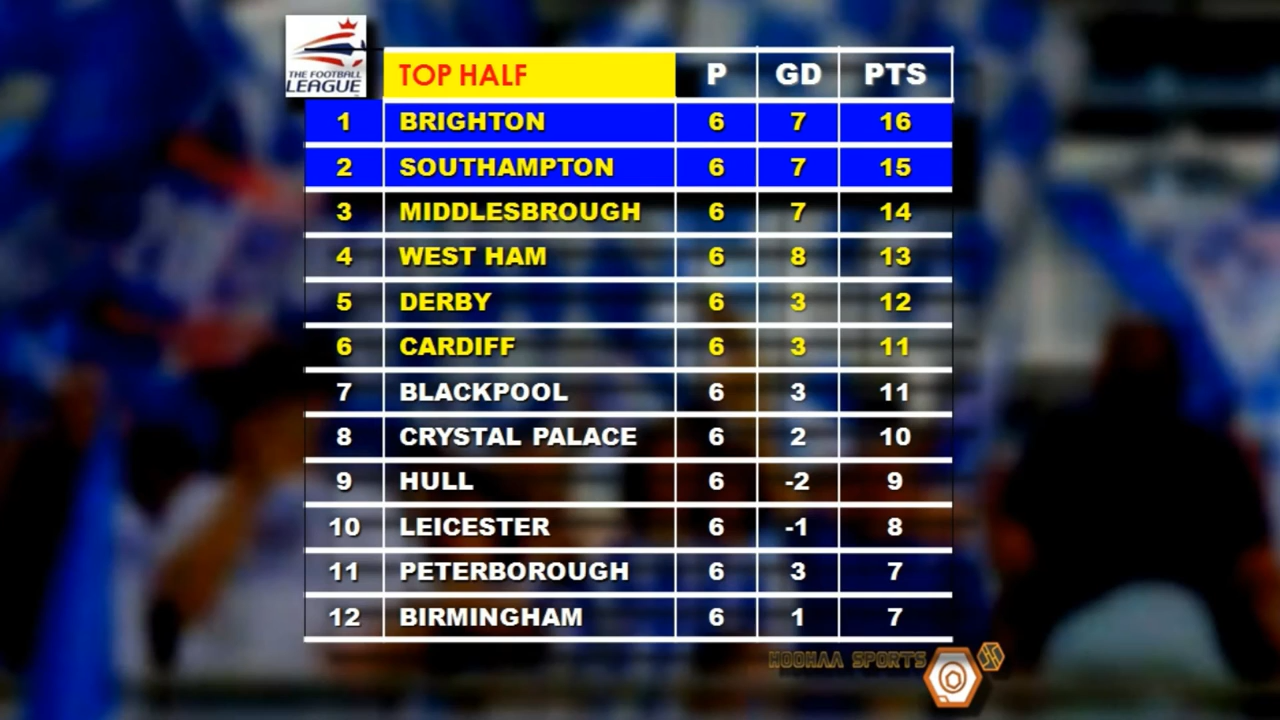 THE FOOTBALL
LEAGUE
TOP HALF P GD PTS
1 BRIGHTON 6 7 16
2 SOUTHAMPTON 6 7 15
3 MIDDLESBROUGH 6 7 14
4 WEST HAM 6 8 13
5 DERBY 6 3 12
6 CARDIFF 6 3 11
7 BLACKPOOL 6 3 11
8 CRYSTAL PALACE 6 2 10
9 HULL 6 -2 9
10 LEICESTER 6 -1 8
11 PETERBOROUGH 6 3 7
12 BIRMINGHAM 6 1 7
HOOHAA SPORTS